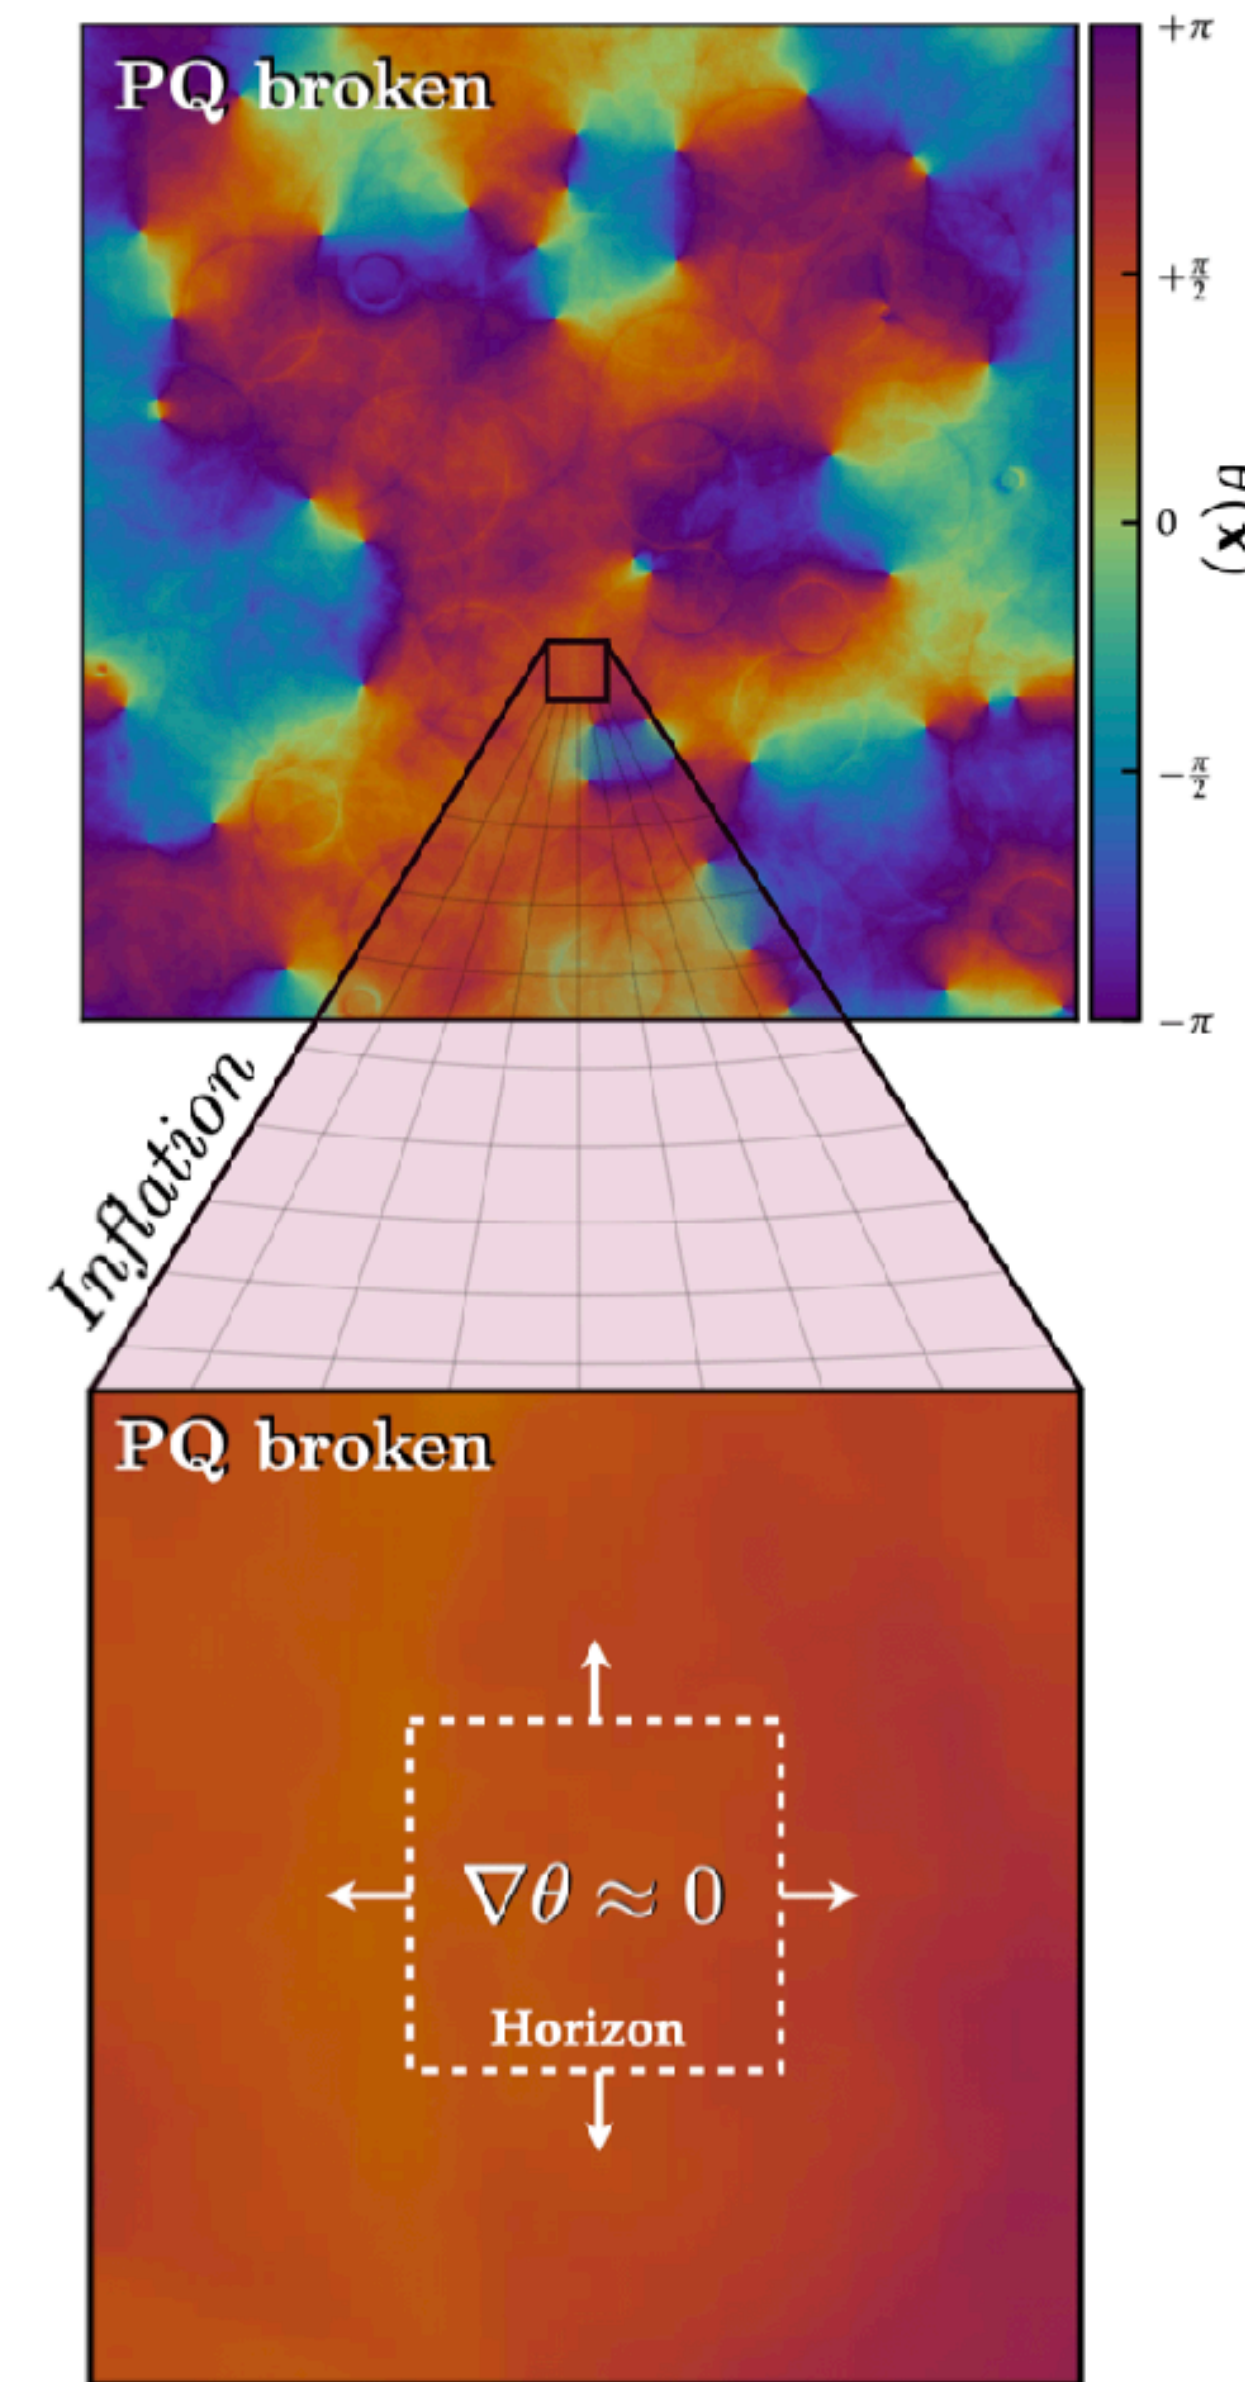 PQ broken
+π
+π/2
0
θ(x)
−π/2
−π
Inflation
PQ broken
∇θ ≈ 0
Horizon